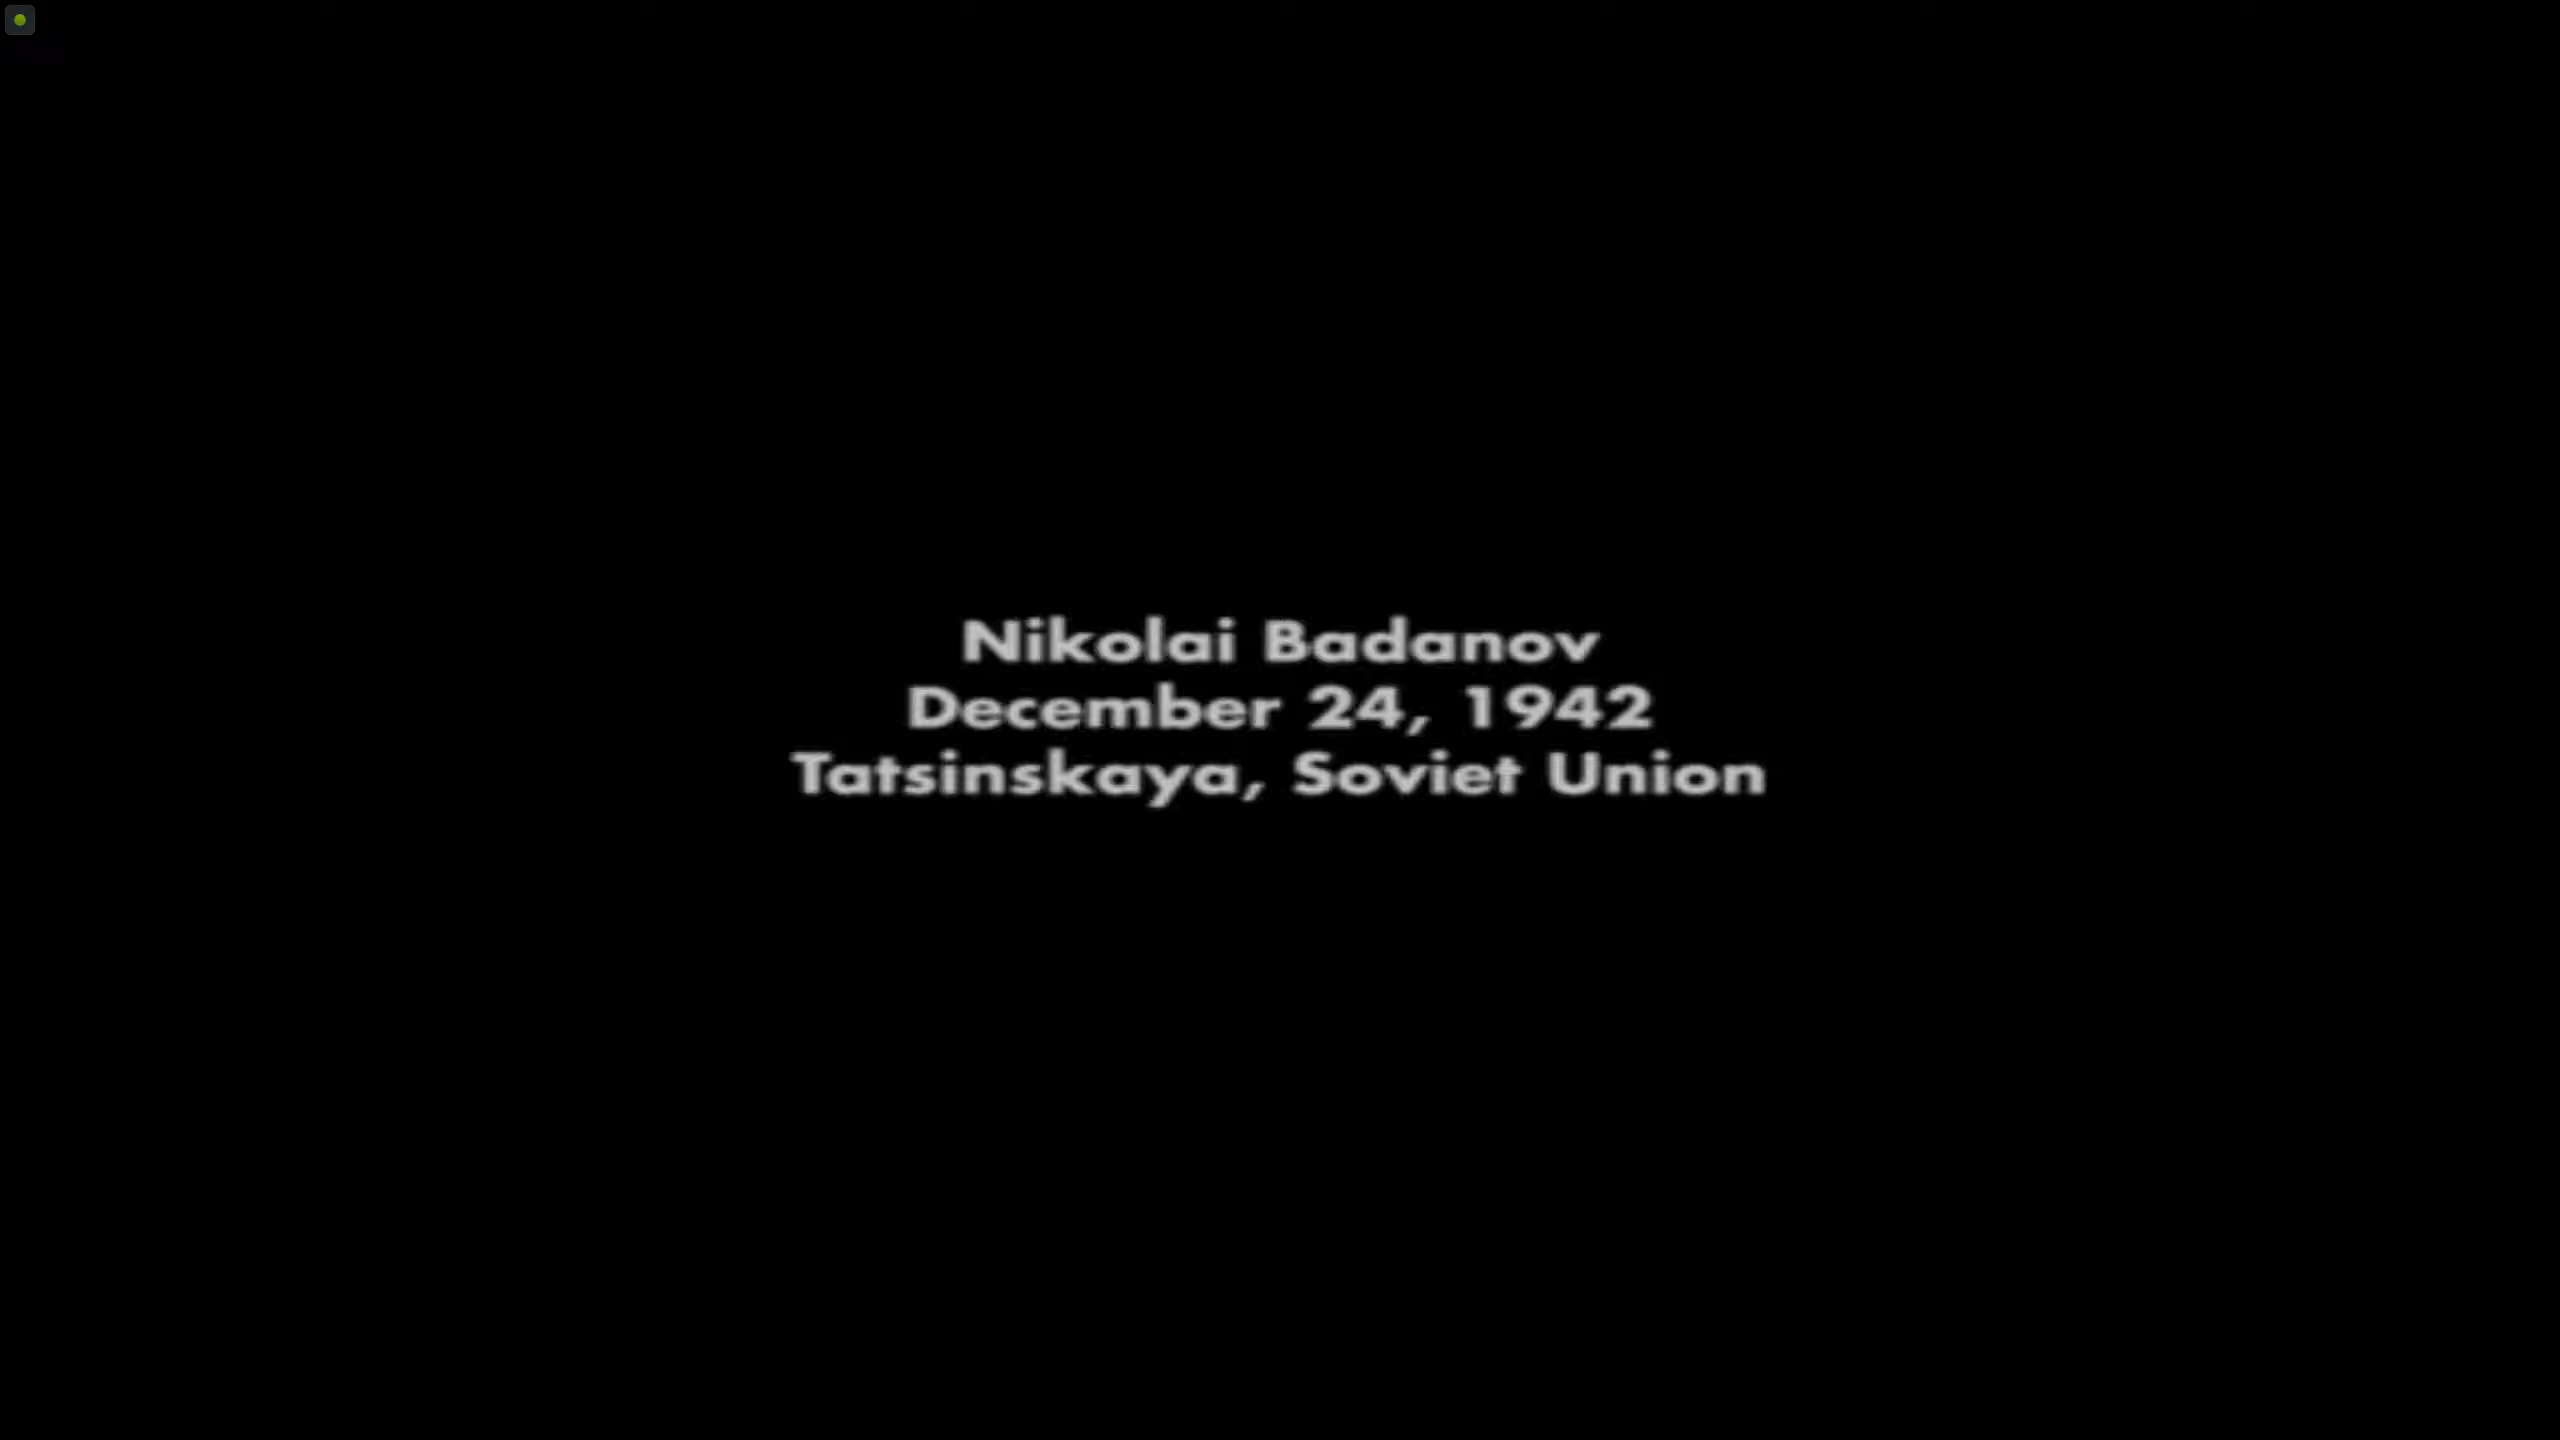 Nikolai Badanov
December 24, 1942
Tatsinskaya, Soviet Union